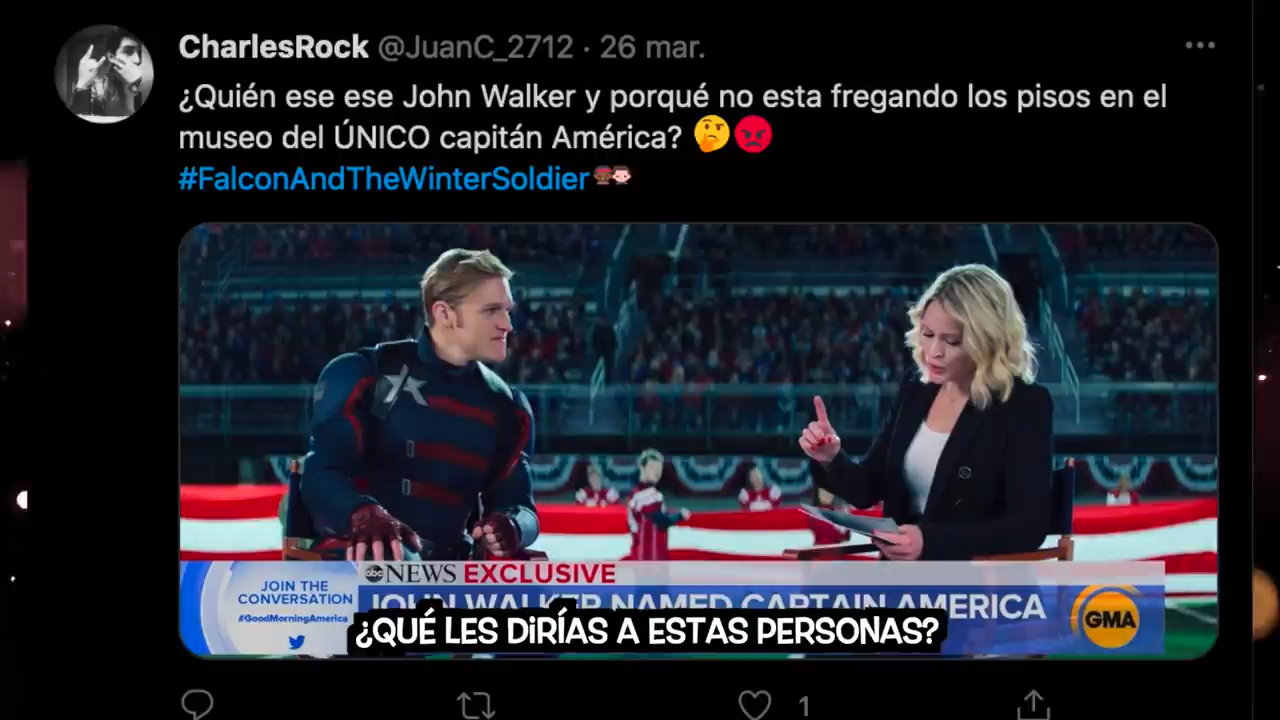 CharlesRock @JuanC_2712 · 26 mar.
¿Quién ese ese John Walker y porqué no esta fregando los pisos en el
museo del ÚNICO capitán América? 🤔😡
#FalconAndTheWinterSoldier
abc NEWS EXCLUSIVE
JOIN THE
CONVERSATION
#GoodMorningAmerica
JOHN WALKER NAMED CAPTAIN AMERICA
GMA
¿QUÉ LES DiRÍAS A ESTAS PERSONAS?
1